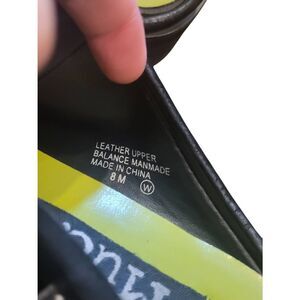 LEATHER UPPER
BALANCE MANMADE
MADE IN CHINA
8 M W